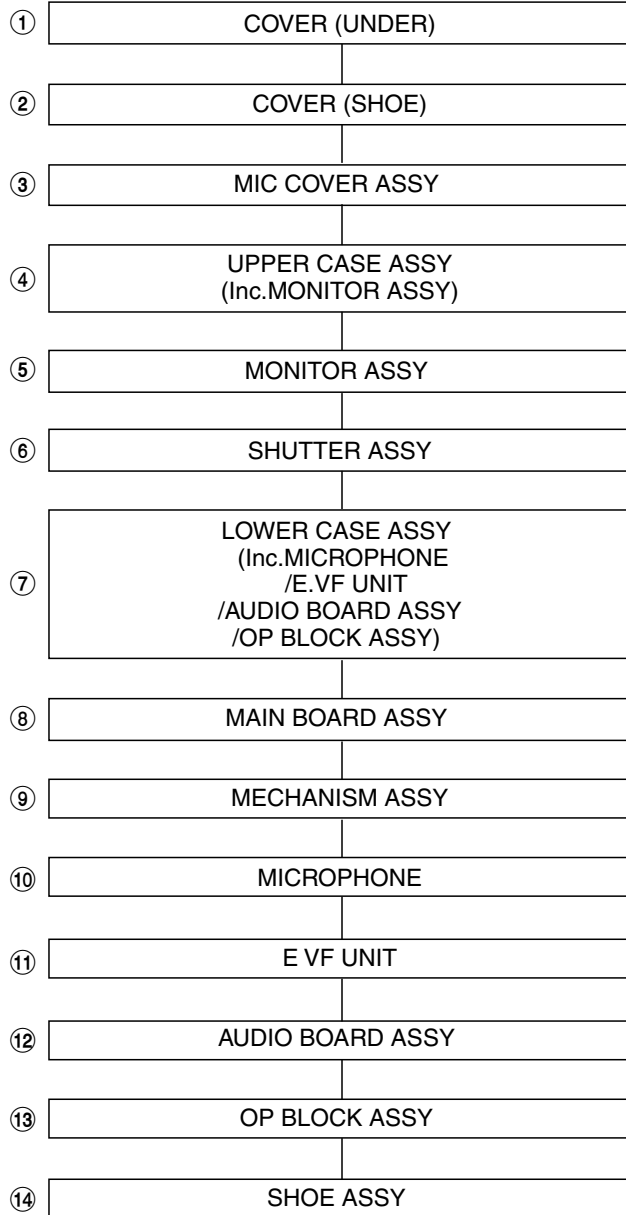 ① COVER (UNDER)
② COVER (SHOE)
③ MIC COVER ASSY
④ UPPER CASE ASSY
(Inc.MONITOR ASSY)
⑤ MONITOR ASSY
⑥ SHUTTER ASSY
⑦ LOWER CASE ASSY
(Inc.MICROPHONE
/E.VF UNIT
/AUDIO BOARD ASSY
/OP BLOCK ASSY)
⑧ MAIN BOARD ASSY
⑨ MECHANISM ASSY
⑩ MICROPHONE
⑪ E VF UNIT
⑫ AUDIO BOARD ASSY
⑬ OP BLOCK ASSY
⑭ SHOE ASSY